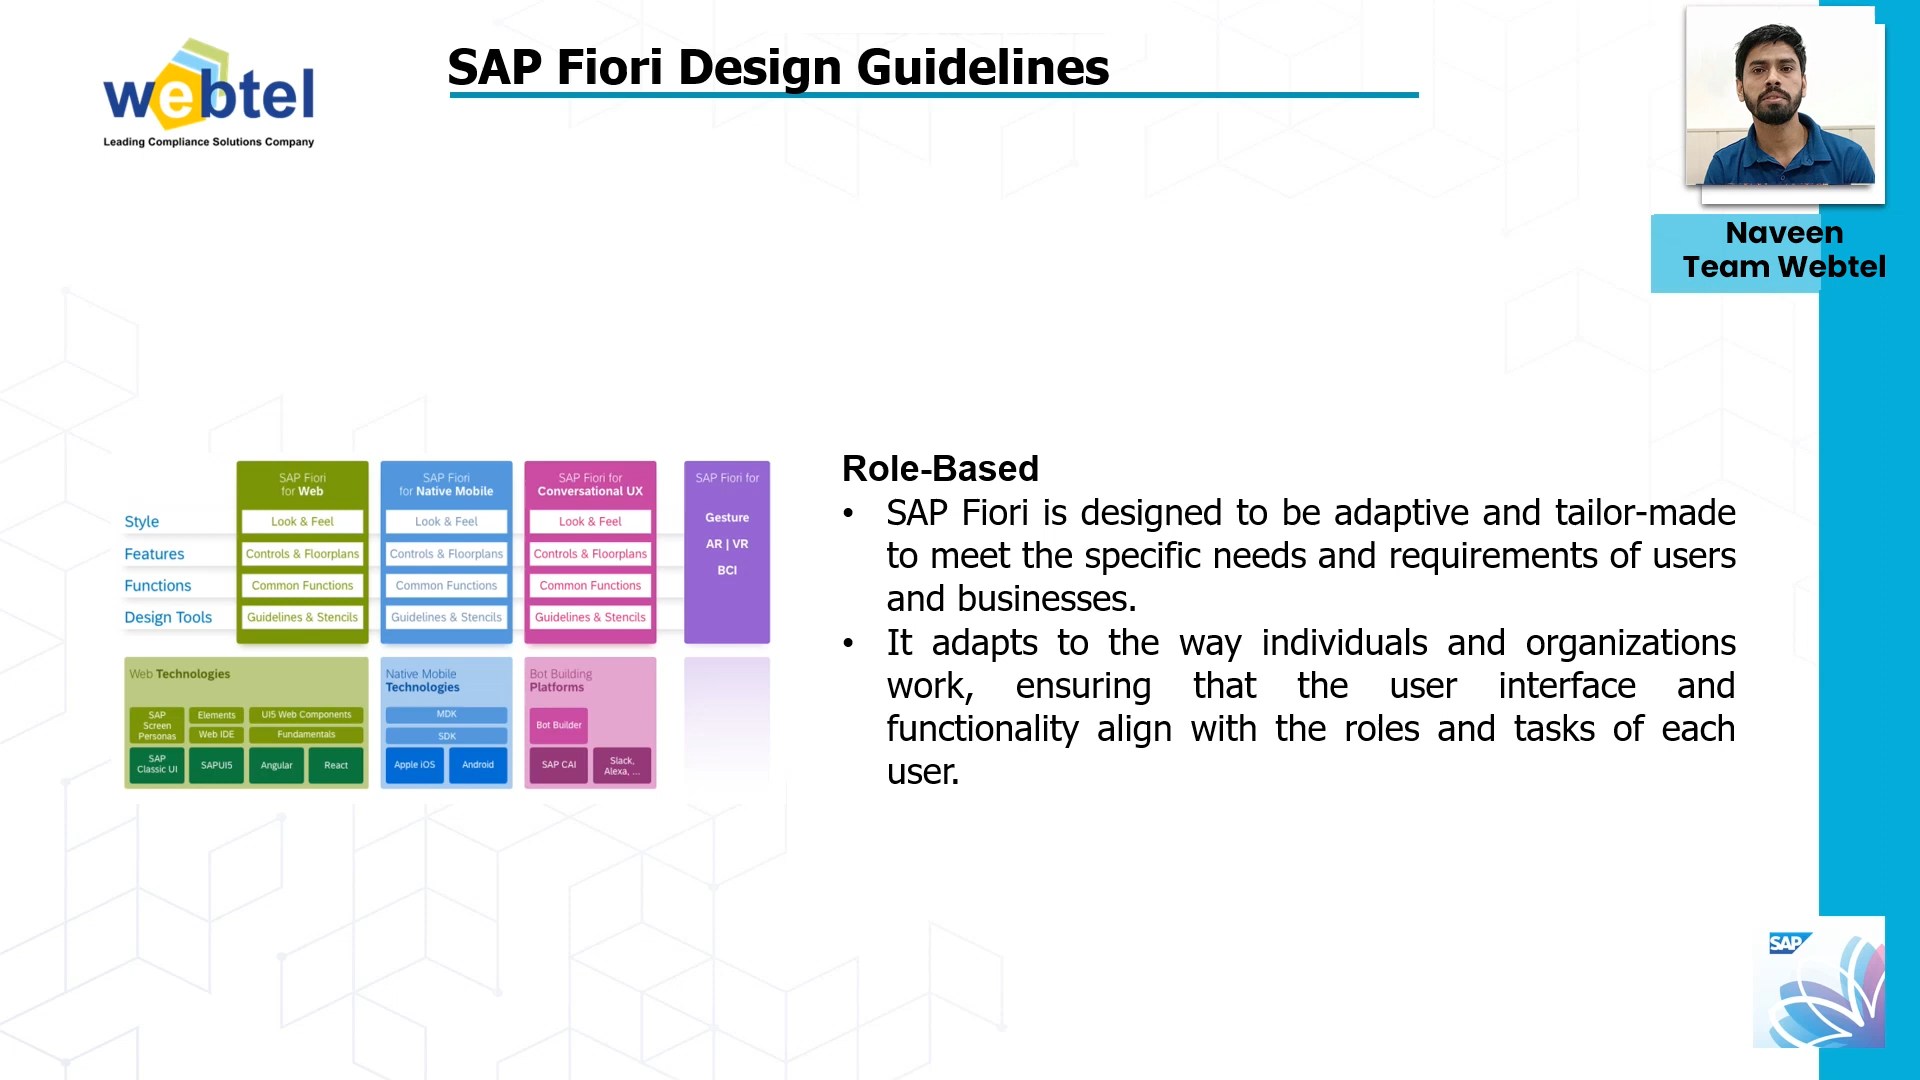 webtel
Leading Compliance Solutions Company
SAP Fiori Design Guidelines
Naveen
Team Webtel
SAP Fiori
for Web
SAP Fiori
for Native Mobile
SAP Fiori for
Conversational UX
SAP Fiori for
Style
Look & Feel
Look & Feel
Look & Feel
Gesture
Features
Controls & Floorplans
Controls & Floorplans
Controls & Floorplans
AR | VR
Functions
Common Functions
Common Functions
Common Functions
BCI
Design Tools
Guidelines & Stencils
Guidelines & Stencils
Guidelines & Stencils
Web Technologies
SAP
Screen
Personas
Elements
UI5 Web Components
Web IDE
Fundamentals
SAP
Classic UI
SAPUI5
Angular
React
Native Mobile
Technologies
MDK
SDK
Apple iOS
Android
Bot Building
Platforms
Bot Builder
SAP CAI
Slack,
Alexa, ...
Role-Based
• SAP Fiori is designed to be adaptive and tailor-made
to meet the specific needs and requirements of users
and businesses.
• It adapts to the way individuals and organizations
work, ensuring that the user interface and
functionality align with the roles and tasks of each
user.
SAP